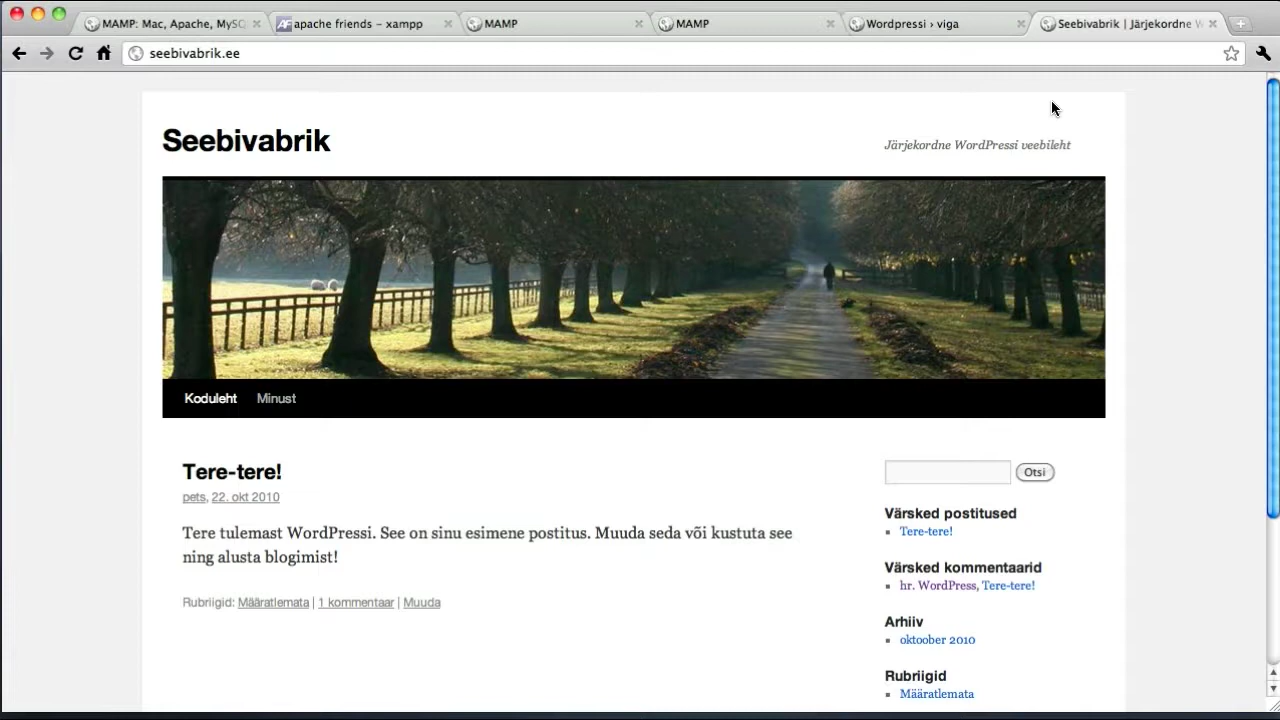 MAMP: Mac, Apache, MySQ
apache friends – xampp
MAMP
MAMP
Wordpressi › viga
Seebivabrik | Järjekordne W
seebivabrik.ee
Seebivabrik
Järjekordne WordPressi veebileht
Koduleht Minust
Tere-tere!
pets, 22. okt 2010
Tere tulemast WordPressi. See on sinu esimene postitus. Muuda seda või kustuta see
ning alusta blogimist!
Rubriigid: Määratlemata | 1 kommentaar | Muuda
Otsi
Värsked postitused
Tere-tere!
Värsked kommentaarid
hr. WordPress, Tere-tere!
Arhiiv
oktoober 2010
Rubriigid
Määratlemata